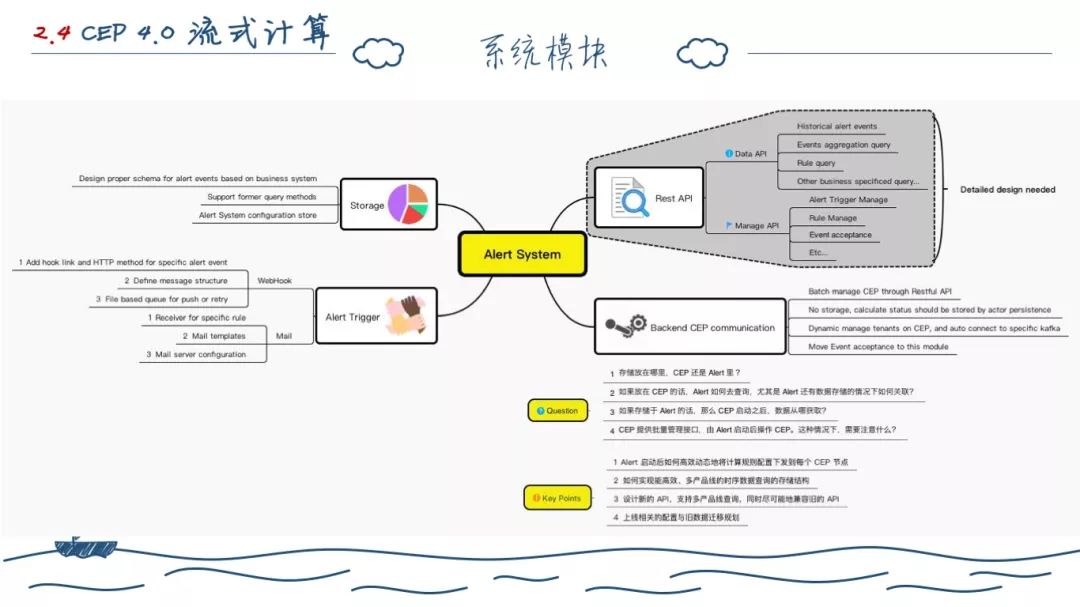 2.4 CEP 4.0 流式计算
系统模块
Design proper schema for alert events based on business system
Support former query methods
Alert System configuration store
Storage
1 Add hook link and HTTP method for specific alert event
2 Define message structure
3 File based queue for push or retry
WebHook
1 Receiver for specific rule
2 Mail templates
3 Mail server configuration
Mail
Alert Trigger
Alert System
Rest API
Data API
Historical alert events
Events aggregation query
Rule query
Other business specificed query...
Manage API
Alert Trigger Manage
Rule Manage
Event acceptance
Etc...
Detailed design needed
Backend CEP communication
Batch manage CEP through Restful API
No storage, calculate status should be stored by actor persistence
Dynamic manage tenants on CEP, and auto connect to specific kafka
Move Event acceptance to this module
Question
1 存储放在哪里，CEP 还是 Alert 里？
2 如果放在 CEP 的话，Alert 如何去查询，尤其是 Alert 还有数据存储的情况下如何关联？
3 如果存储于 Alert 的话，那么 CEP 启动之后，数据从哪获取？
4 CEP 提供批量管理接口，由 Alert 启动后操作 CEP。这种情况下，需要注意什么？
Key Points
1 Alert 启动后如何高效动态地将计算规则配置下发到每个 CEP 节点
2 如何实现能高效、多产品线的时序数据查询的存储结构
3 设计新的 API，支持多产品线查询，同时尽可能地兼容旧的 API
4 上线相关的配置与旧数据迁移规划